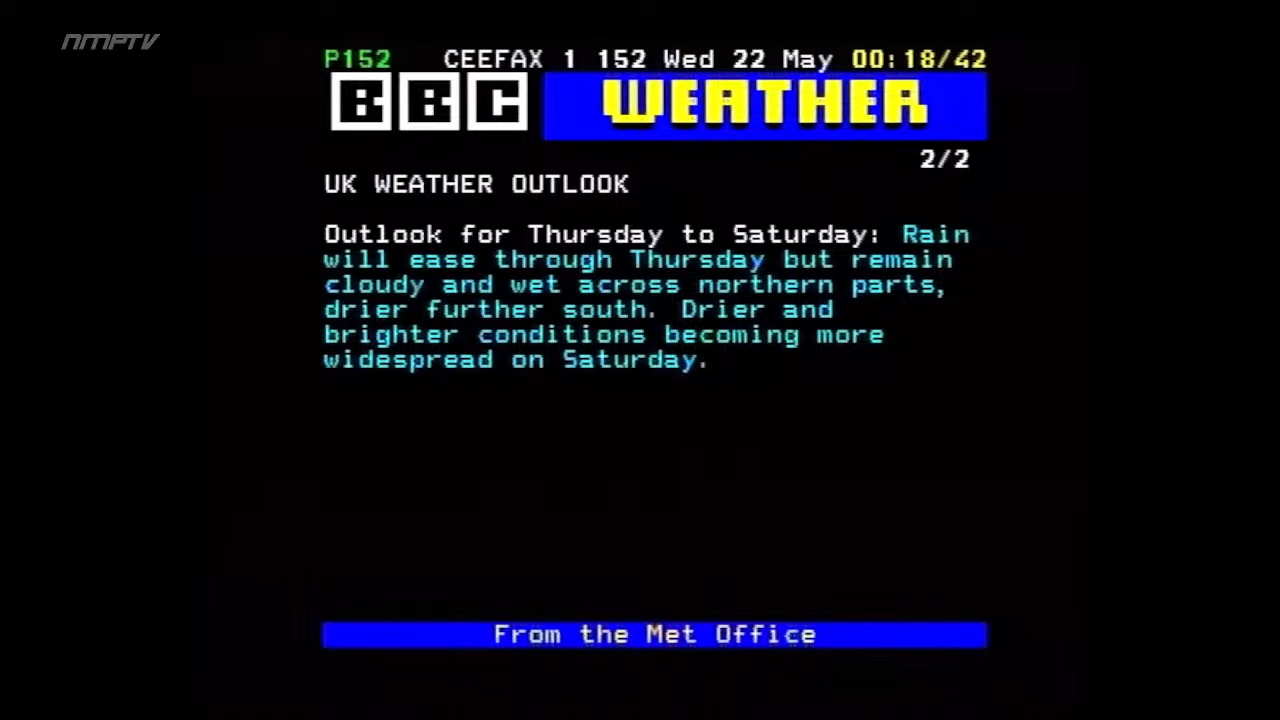 NMPTV
P152 CEEFAX 1 152 Wed 22 May 00:18/42
BBC WEATHER
2/2
UK WEATHER OUTLOOK
Outlook for Thursday to Saturday: Rain
will ease through Thursday but remain
cloudy and wet across northern parts,
drier further south. Drier and
brighter conditions becoming more
widespread on Saturday.
From the Met Office